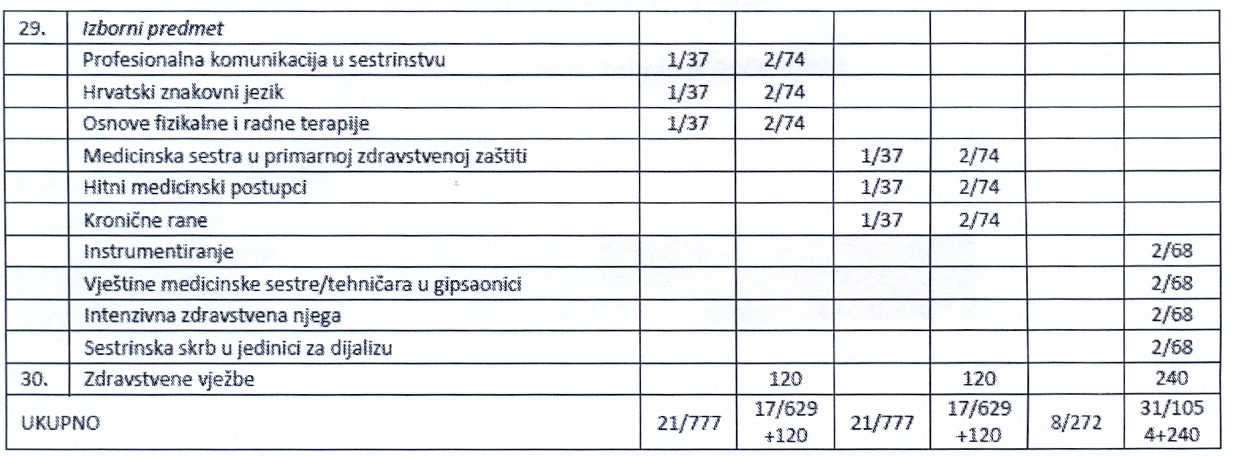 29. Izborni predmet
Profesionalna komunikacija u sestrinstvu 1/37 2/74
Hrvatski znakovni jezik 1/37 2/74
Osnove fizikalne i radne terapije 1/37 2/74
Medicinska sestra u primarnoj zdravstvenoj zaštiti 1/37 2/74
Hitni medicinski postupci 1/37 2/74
Kronične rane 1/37 2/74
Instrumentiranje 2/68
Vještine medicinske sestre/tehničara u gipsaonici 2/68
Intenzivna zdravstvena njega 2/68
Sestrinska skrb u jedinici za dijalizu 2/68
30. Zdravstvene vježbe 120 120 240
UKUPNO 21/777 17/629 21/777 17/629 8/272 31/105
+120 +120 4+240